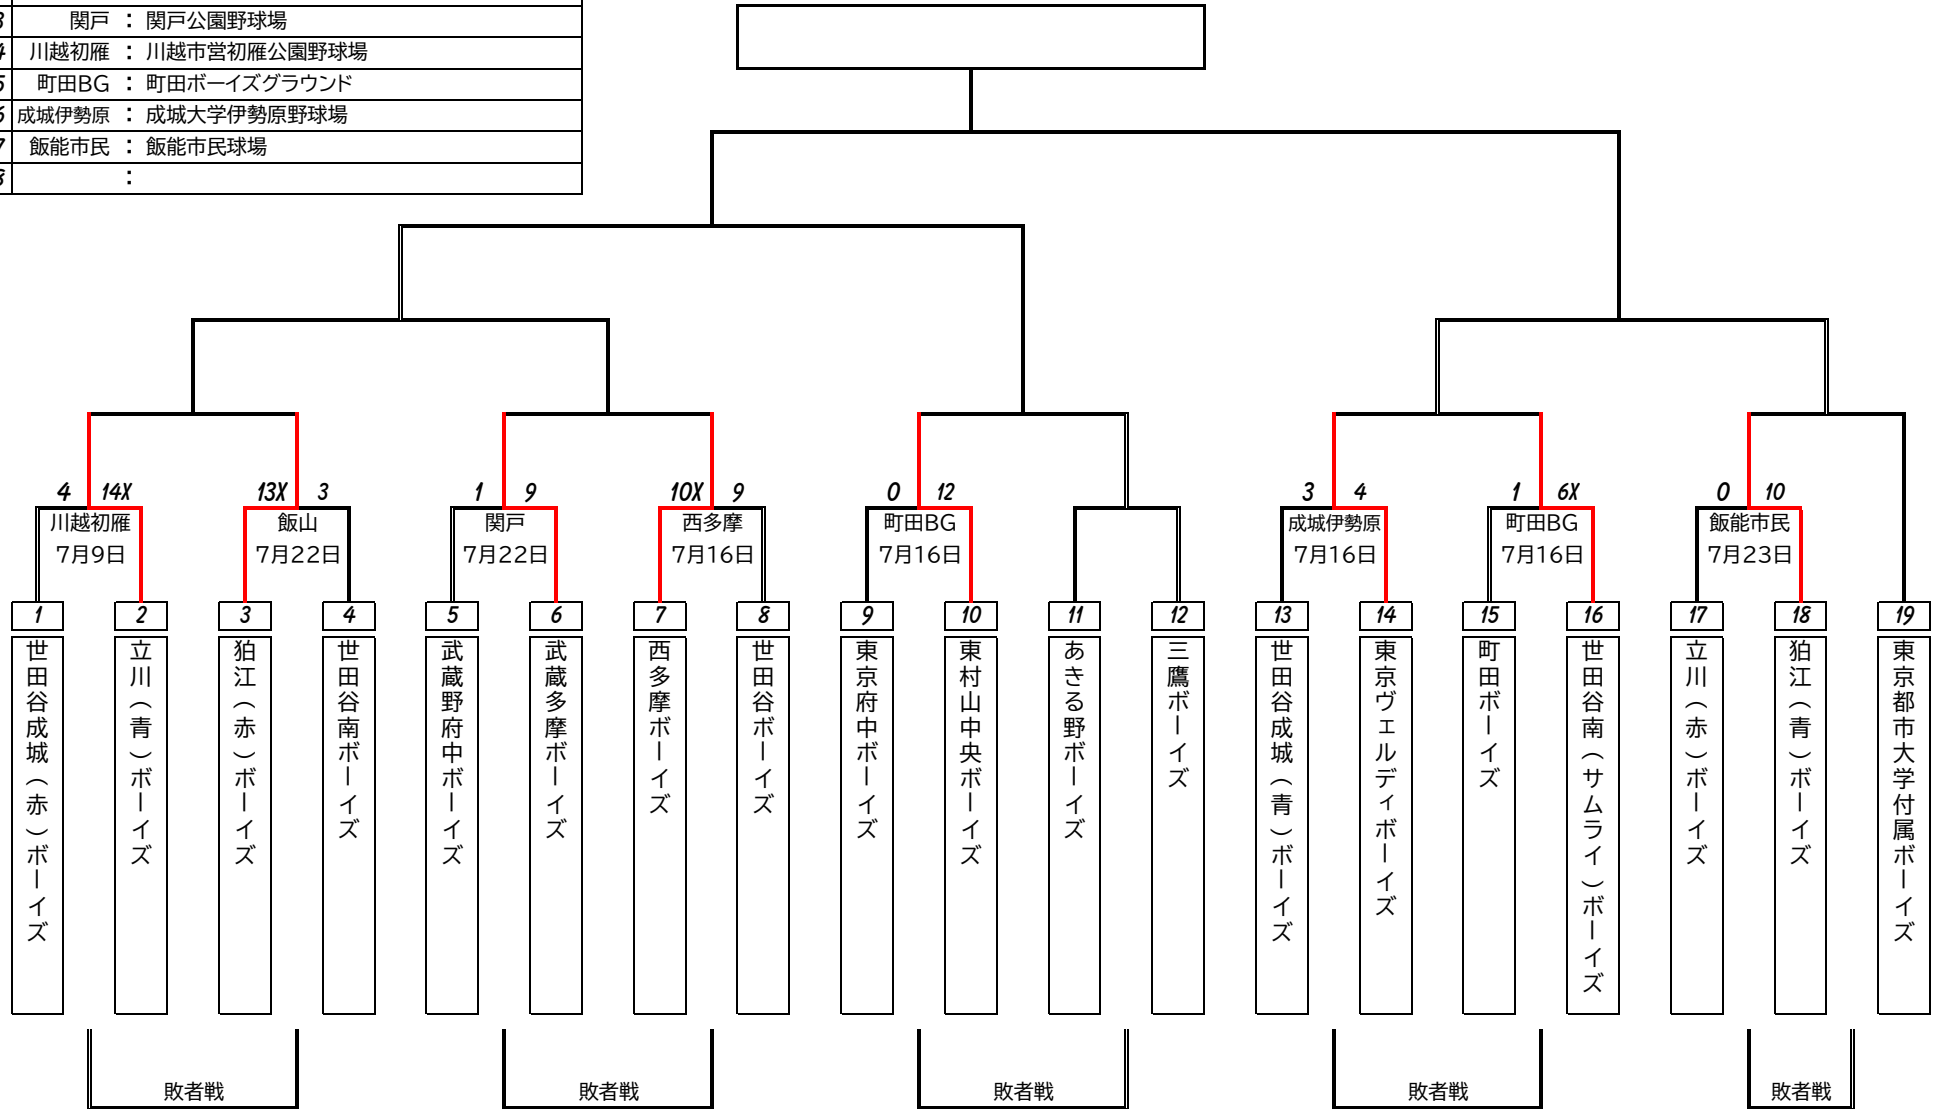 3 関戸 : 関戸公園野球場
4 川越初雁 : 川越市営初雁公園野球場
5 町田BG : 町田ボーイズグラウンド
6 成城伊勢原 : 成城大学伊勢原野球場
7 飯能市民 : 飯能市民球場
8 :
4 14X 13X 3 1 9 10X 9 0 12 3 4 1 6X 0 10
川越初雁 飯山 関戸 西多摩 町田BG 成城伊勢原 町田BG 飯能市民
7月9日 7月22日 7月22日 7月16日 7月16日 7月16日 7月16日 7月23日
1 2 3 4 5 6 7 8 9 10 11 12 13 14 15 16 17 18 19
世田谷成城（赤）ボーイズ
立川（青）ボーイズ
狛江（赤）ボーイズ
世田谷南ボーイズ
武蔵野府中ボーイズ
武蔵多摩ボーイズ
西多摩ボーイズ
世田谷ボーイズ
東京府中ボーイズ
東村山中央ボーイズ
あきる野ボーイズ
三鷹ボーイズ
世田谷成城（青）ボーイズ
東京ヴェルディボーイズ
町田ボーイズ
世田谷南（サムライ）ボーイズ
立川（赤）ボーイズ
狛江（青）ボーイズ
東京都市大学付属ボーイズ
敗者戦 敗者戦 敗者戦 敗者戦 敗者戦